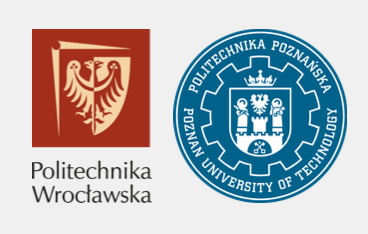 Politechnika
Wrocławska
POLITECHNIKA POZNAŃSKA
POZNAN UNIVERSITY OF TECHNOLOGY